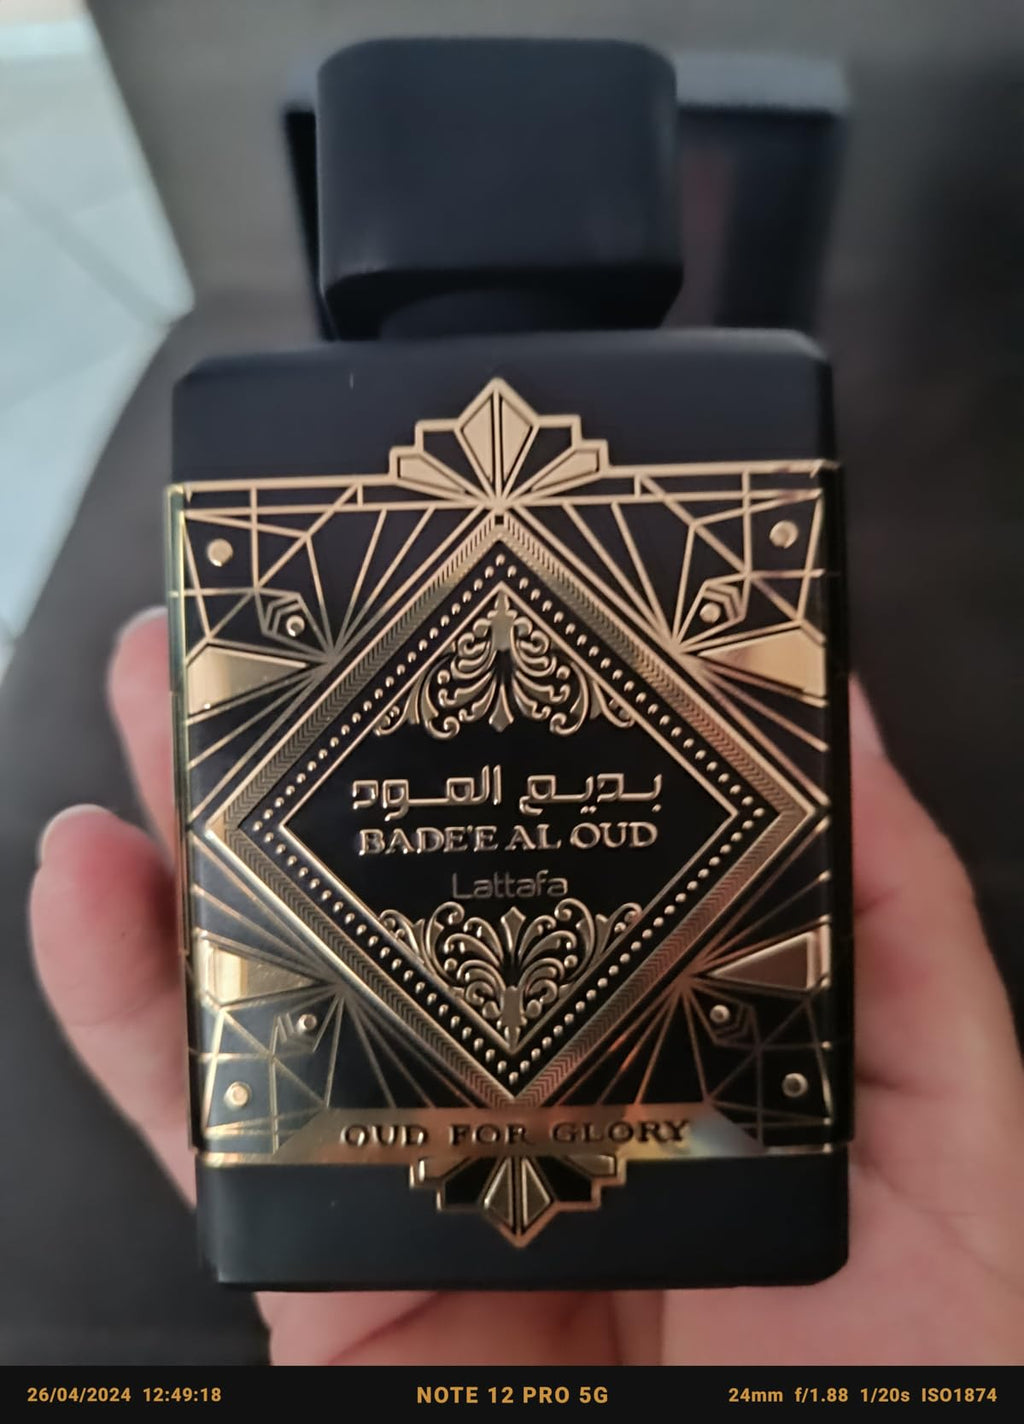 بديع العود
BADE'E AL OUD
Lattafa
OUD FOR GLORY
26/04/2024 12:49:18 NOTE 12 PRO 5G 24mm f/1.88 1/20s ISO1874